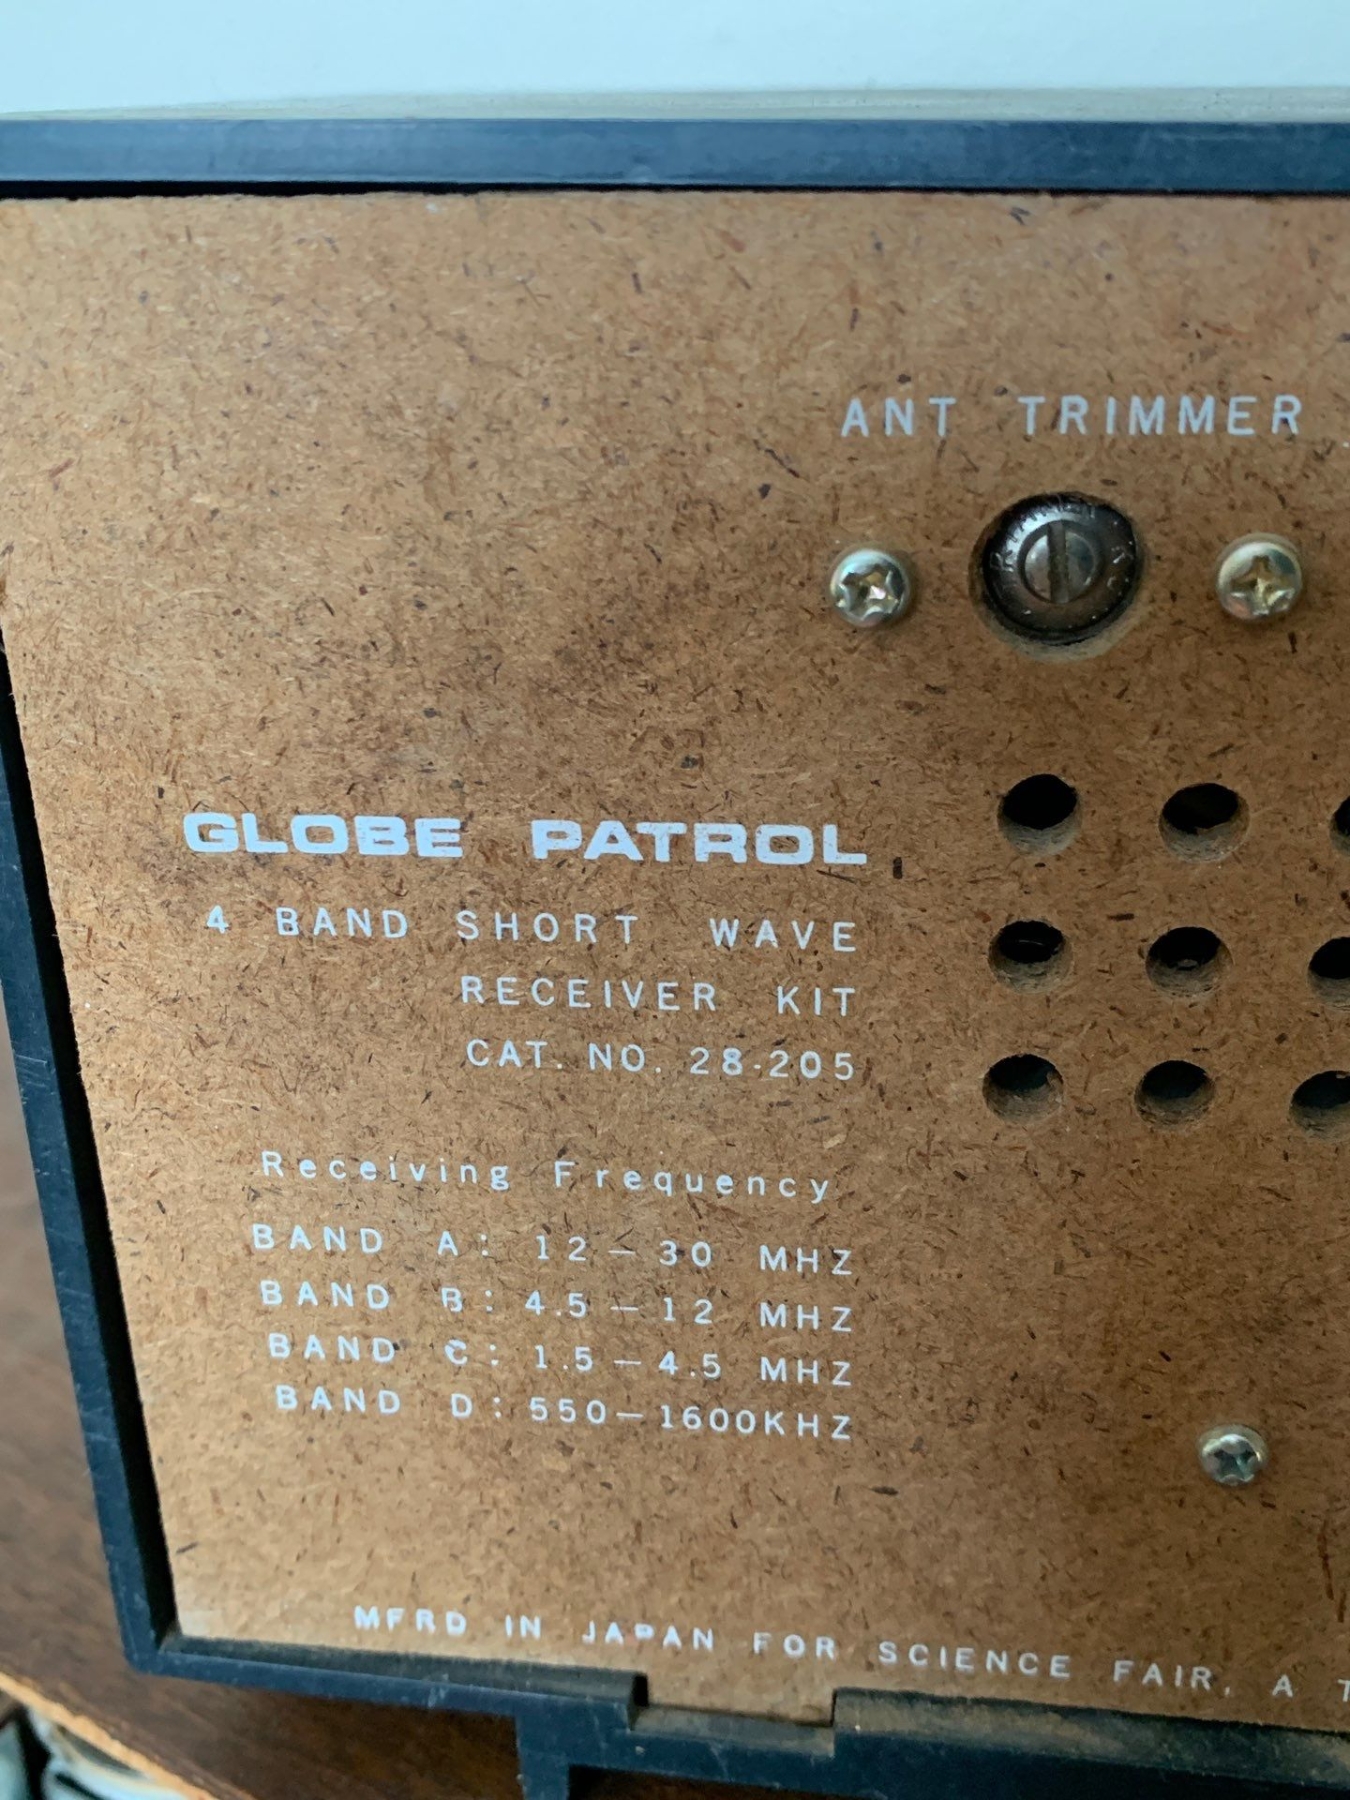 ANT TRIMMER
GLOBE PATROL
4 BAND SHORT WAVE
RECEIVER KIT
CAT. NO. 28-205
Receiving Frequency
BAND A: 12 — 30 MHZ
BAND B: 4.5 — 12 MHZ
BAND C: 1.5 — 4.5 MHZ
BAND D: 550 — 1600KHZ
MFRD IN JAPAN FOR SCIENCE FAIR, A